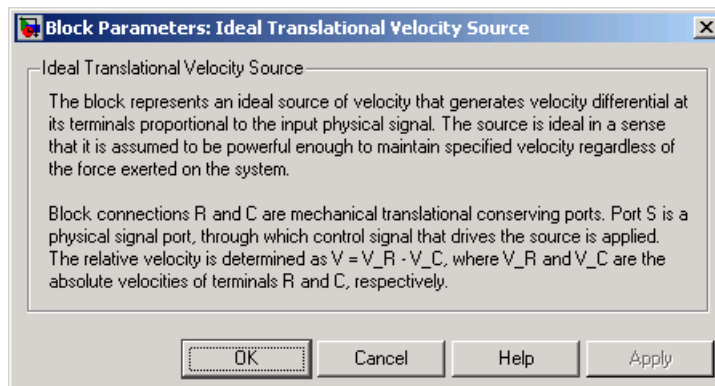 Block Parameters: Ideal Translational Velocity Source
Ideal Translational Velocity Source
The block represents an ideal source of velocity that generates velocity differential at
its terminals proportional to the input physical signal. The source is ideal in a sense
that it is assumed to be powerful enough to maintain specified velocity regardless of
the force exerted on the system.
Block connections R and C are mechanical translational conserving ports. Port S is a
physical signal port, through which control signal that drives the source is applied.
The relative velocity is determined as V = V_R - V_C, where V_R and V_C are the
absolute velocities of terminals R and C, respectively.
OK Cancel Help Apply